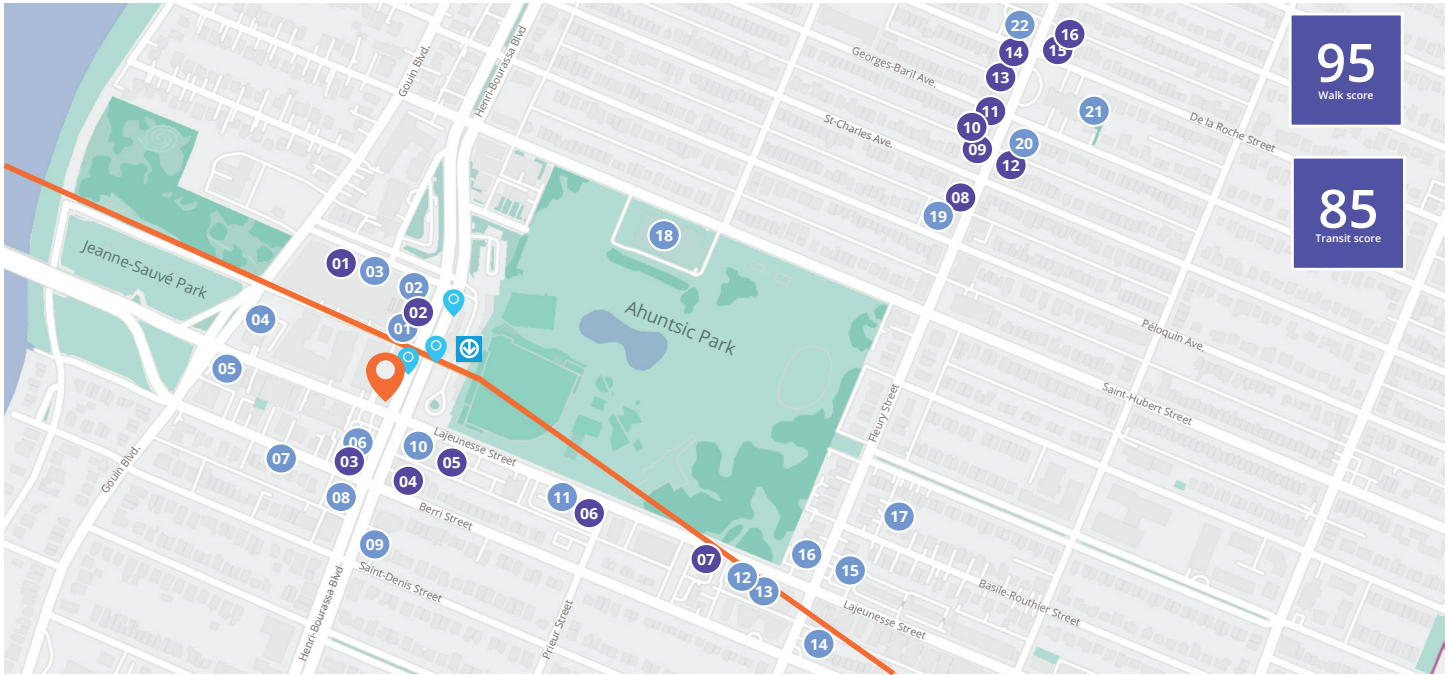 95
Walk score
85
Transit score
Gouin Blvd.
Henri-Bourassa Blvd
Georges-Baril Ave.
St-Charles Ave.
De la Roche Street
22
16
15
14
13
11
10
09
12
20
21
08
19
18
Jeanne-Sauvé Park
01
03
02
02
01
04
05
Ahuntsic Park
Péloquin Ave.
Saint-Hubert Street
Fleury Street
Gouin Blvd.
07
06
03
08
09
10
05
04
Lajeunesse Street
Berri Street
Saint-Denis Street
Henri-Bourassa Blvd
Prieur Street
11
06
07
12
13
16
15
17
14
Lajeunesse Street
Basile-Routhier Street